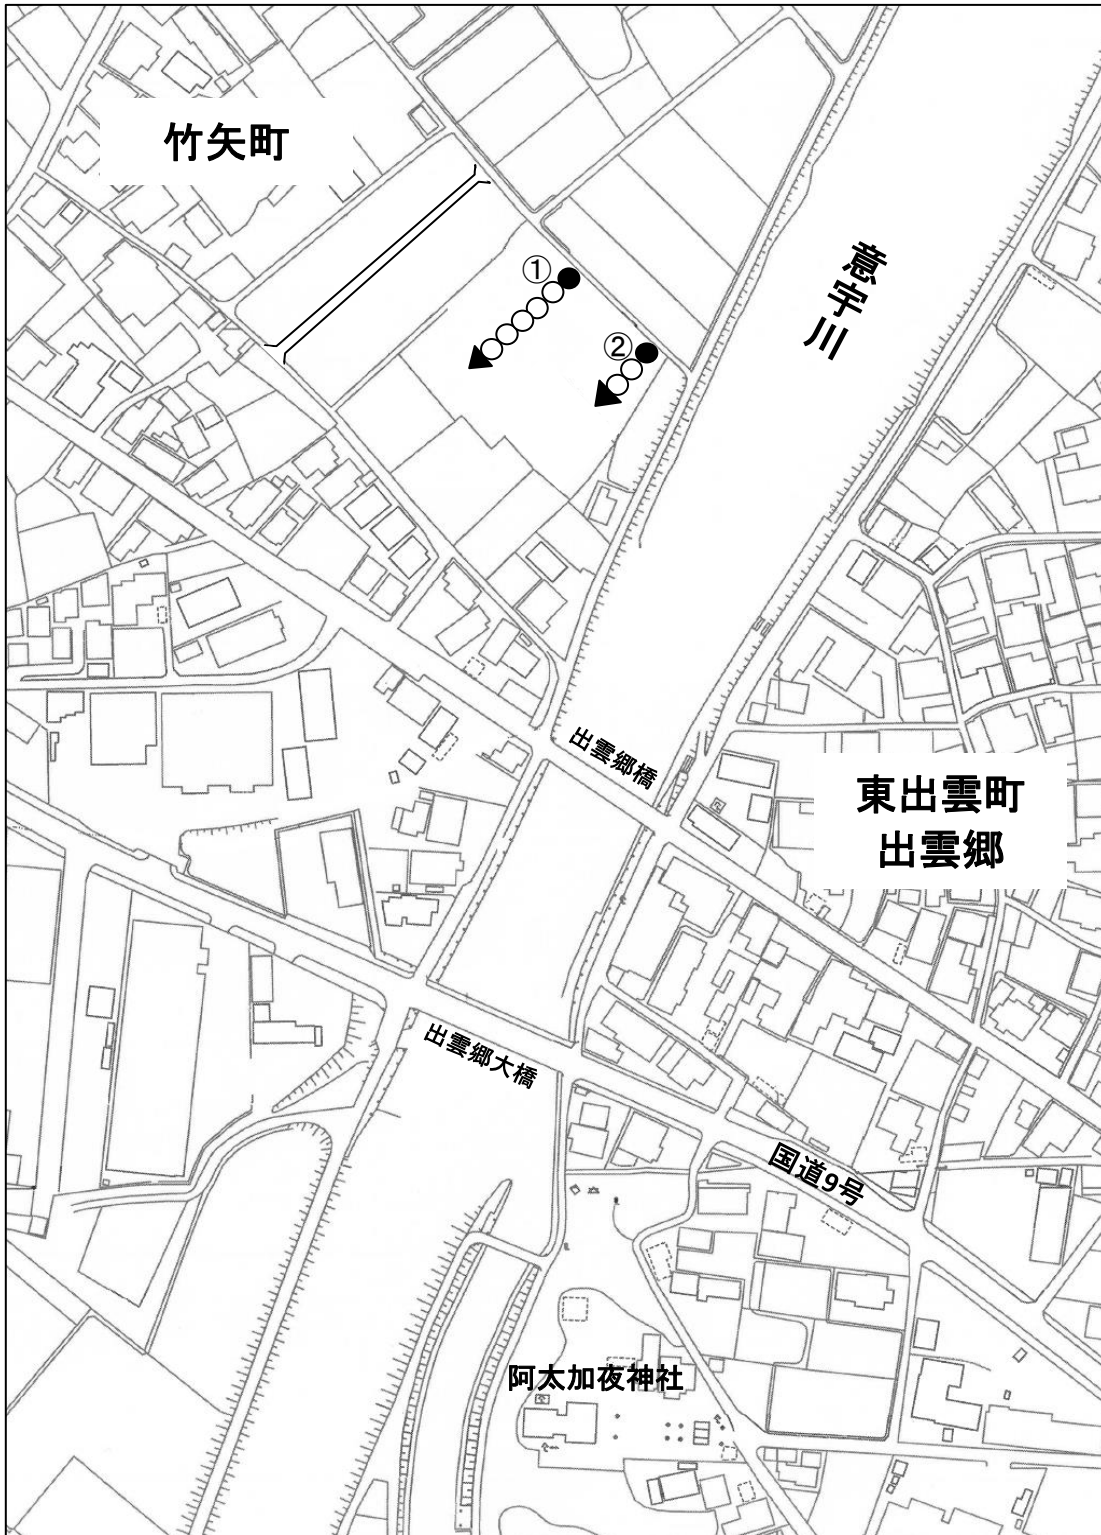 竹矢町
意宇川
①
②
出雲郷橋
東出雲町
出雲郷
出雲郷大橋
国道9号
阿太加夜神社